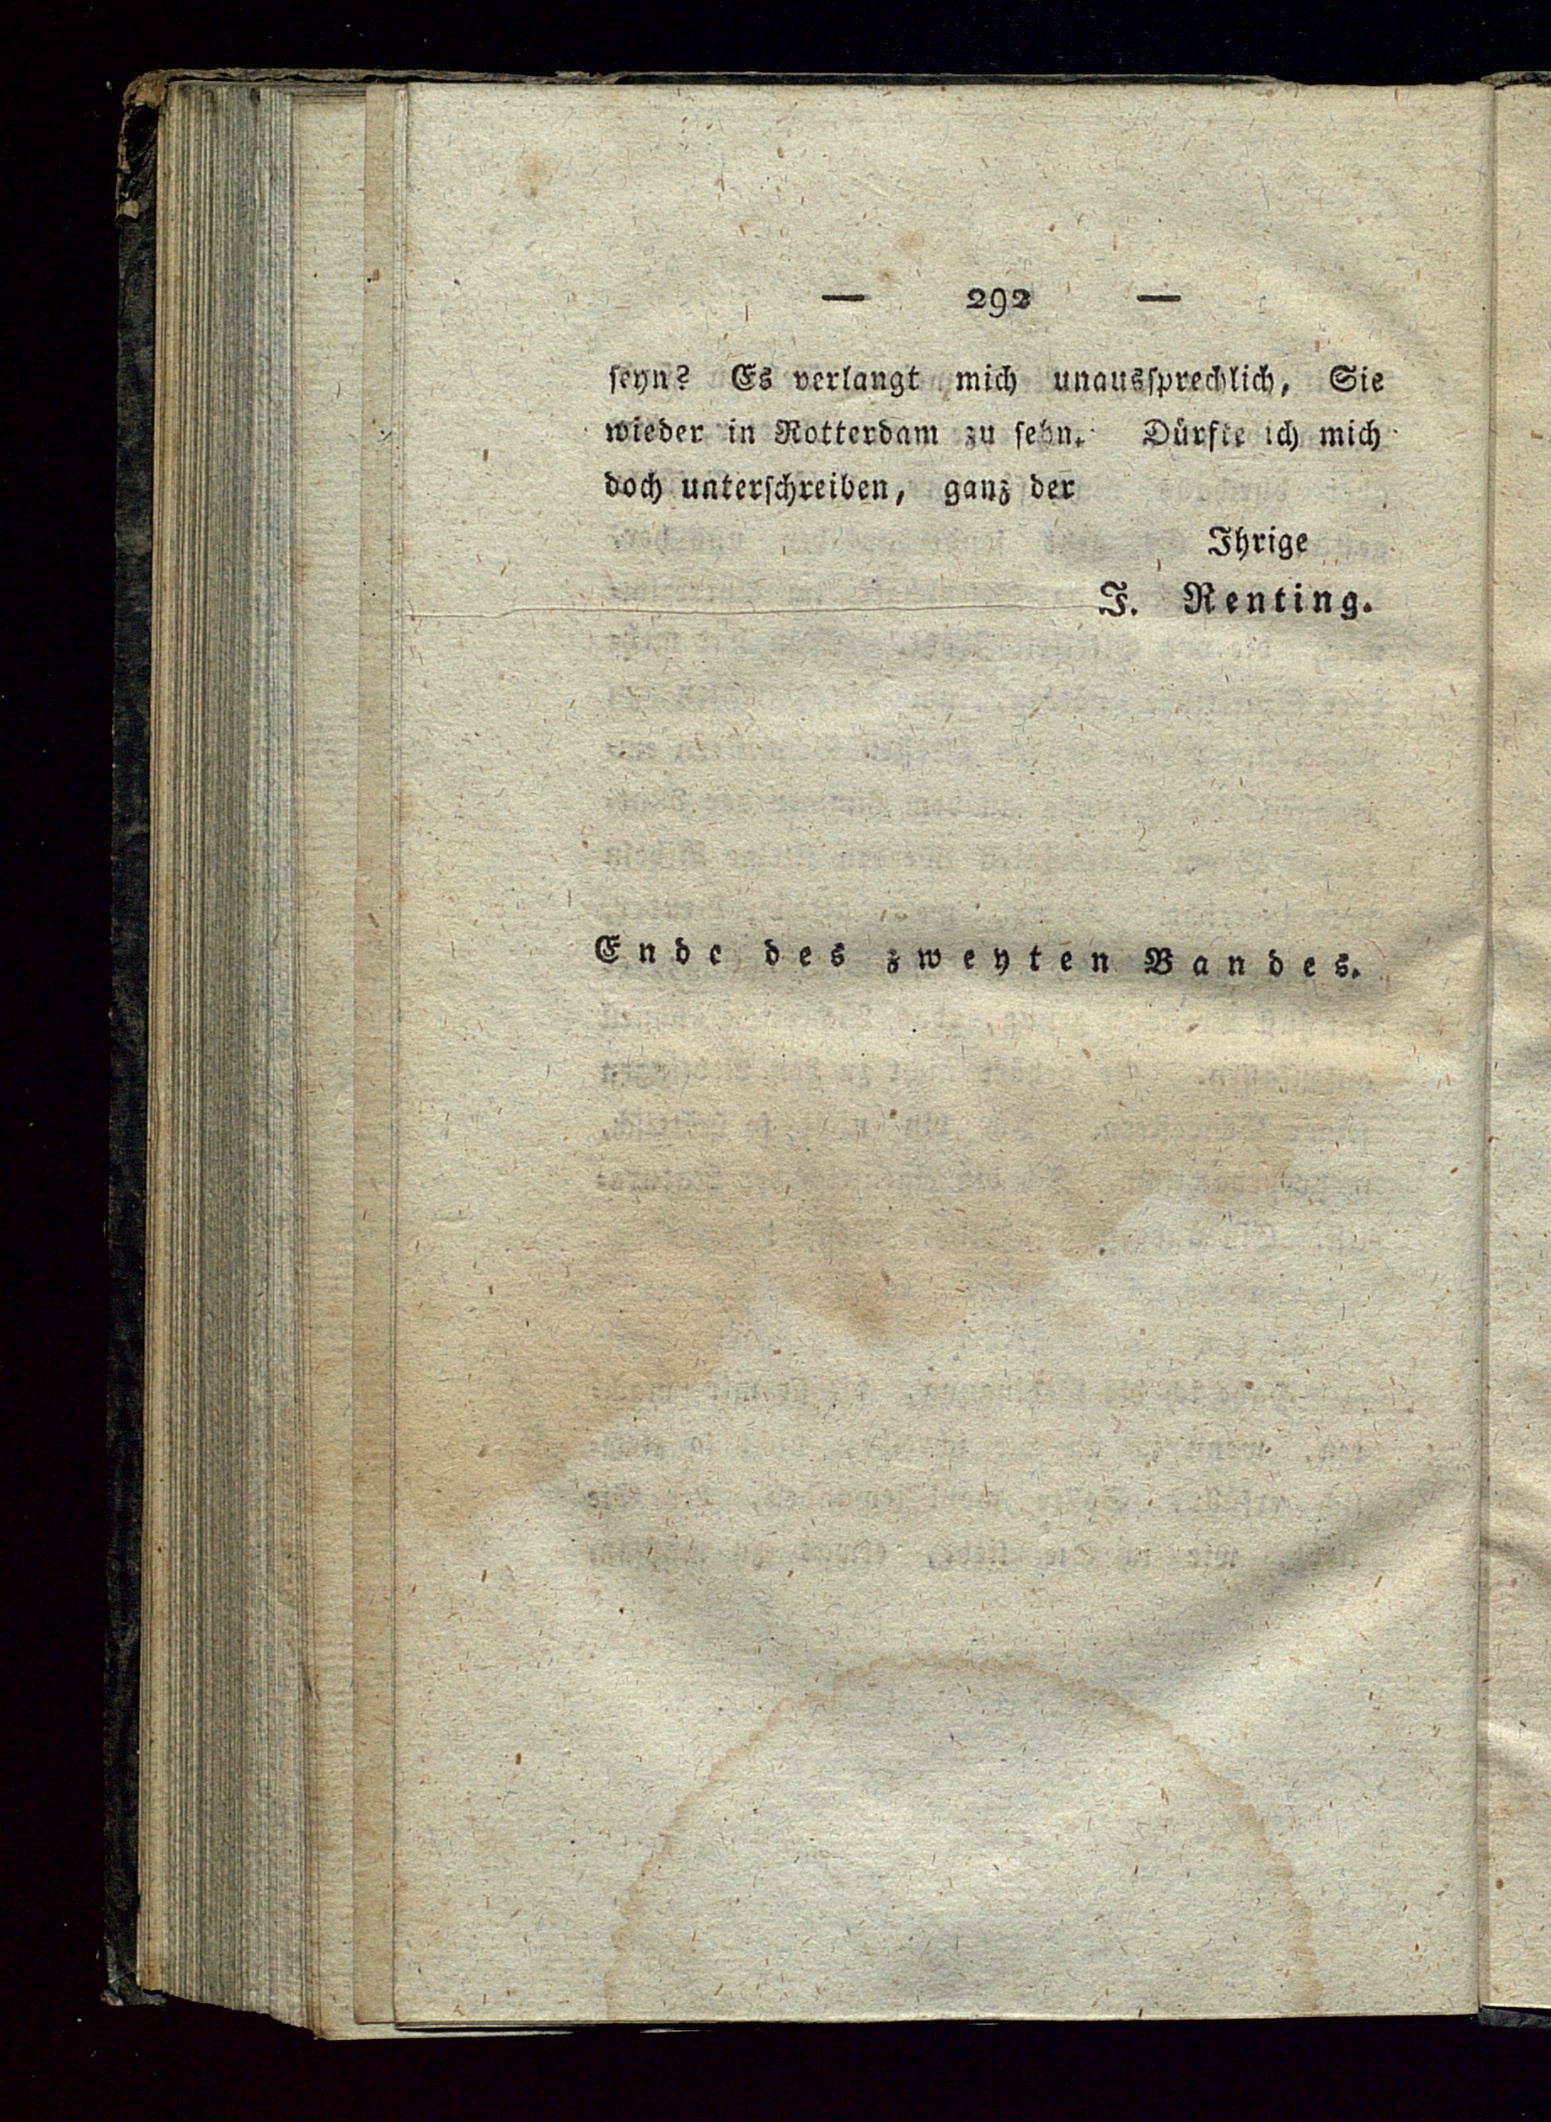 — 292 —
seyn? Es verlangt mich unaussprechlich, Sie
wieder in Rotterdam zu sehn. Dürfte ich mich
doch unterschreiben, ganz der
Ihrige
J. Renting.
Ende des zweyten Bandes.